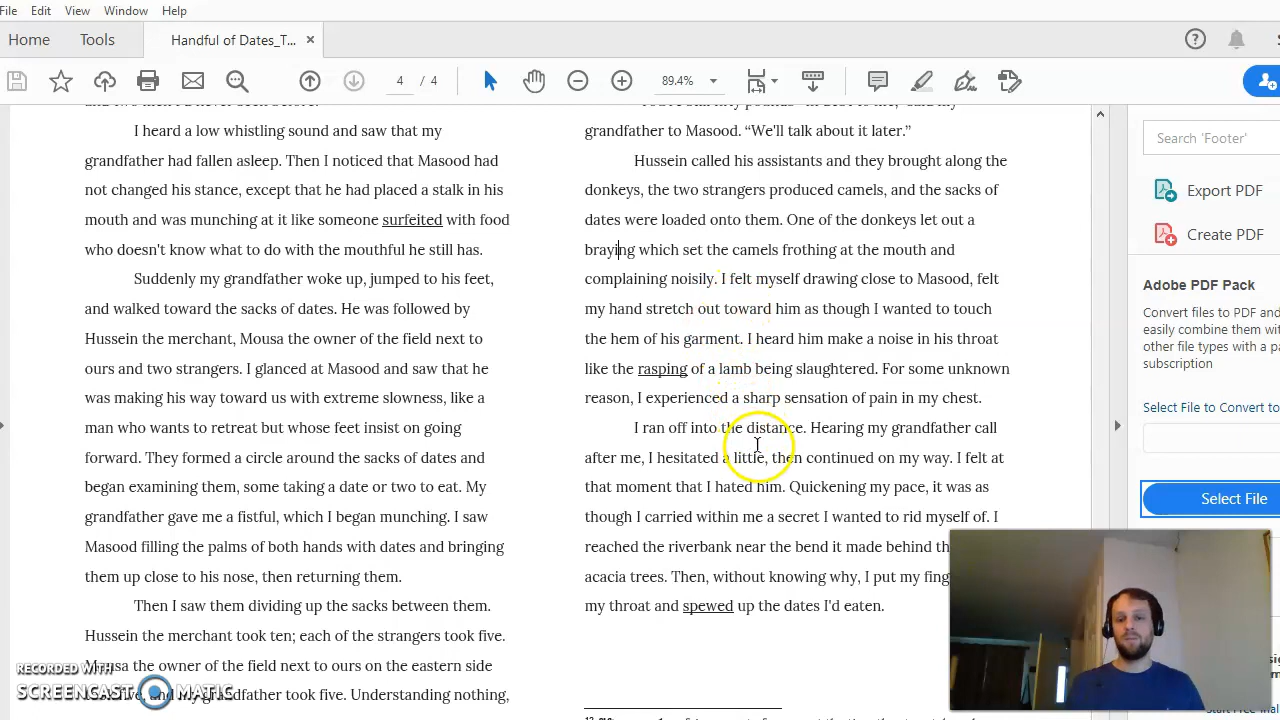 File Edit View Window Help
Home Tools Handful of Dates_T... ×
4 / 4 89.4%
I heard a low whistling sound and saw that my
grandfather had fallen asleep. Then I noticed that Masood had
not changed his stance, except that he had placed a stalk in his
mouth and was munching at it like someone surfeited with food
who doesn't know what to do with the mouthful he still has.
Suddenly my grandfather woke up, jumped to his feet,
and walked toward the sacks of dates. He was followed by
Hussein the merchant, Mousa the owner of the field next to
ours and two strangers. I glanced at Masood and saw that he
was making his way toward us with extreme slowness, like a
man who wants to retreat but whose feet insist on going
forward. They formed a circle around the sacks of dates and
began examining them, some taking a date or two to eat. My
grandfather gave me a fistful, which I began munching. I saw
Masood filling the palms of both hands with dates and bringing
them up close to his nose, then returning them.
Then I saw them dividing up the sacks between them.
Hussein the merchant took ten; each of the strangers took five.
Mousa the owner of the field next to ours on the eastern side
and my grandfather took five. Understanding nothing,
grandfather to Masood. “We'll talk about it later.”
Hussein called his assistants and they brought along the
donkeys, the two strangers produced camels, and the sacks of
dates were loaded onto them. One of the donkeys let out a
braying which set the camels frothing at the mouth and
complaining noisily. I felt myself drawing close to Masood, felt
my hand stretch out toward him as though I wanted to touch
the hem of his garment. I heard him make a noise in his throat
like the rasping of a lamb being slaughtered. For some unknown
reason, I experienced a sharp sensation of pain in my chest.
I ran off into the distance. Hearing my grandfather call
after me, I hesitated a little, then continued on my way. I felt at
that moment that I hated him. Quickening my pace, it was as
though I carried within me a secret I wanted to rid myself of. I
reached the riverbank near the bend it made behind th
acacia trees. Then, without knowing why, I put my fing
my throat and spewed up the dates I'd eaten.
Search 'Footer'
Export PDF
Create PDF
Adobe PDF Pack
Convert files to PDF and
easily combine them wit
other file types with a pa
subscription
Select File to Convert to
Select File
RECORDED WITH
SCREENCAST MATIC